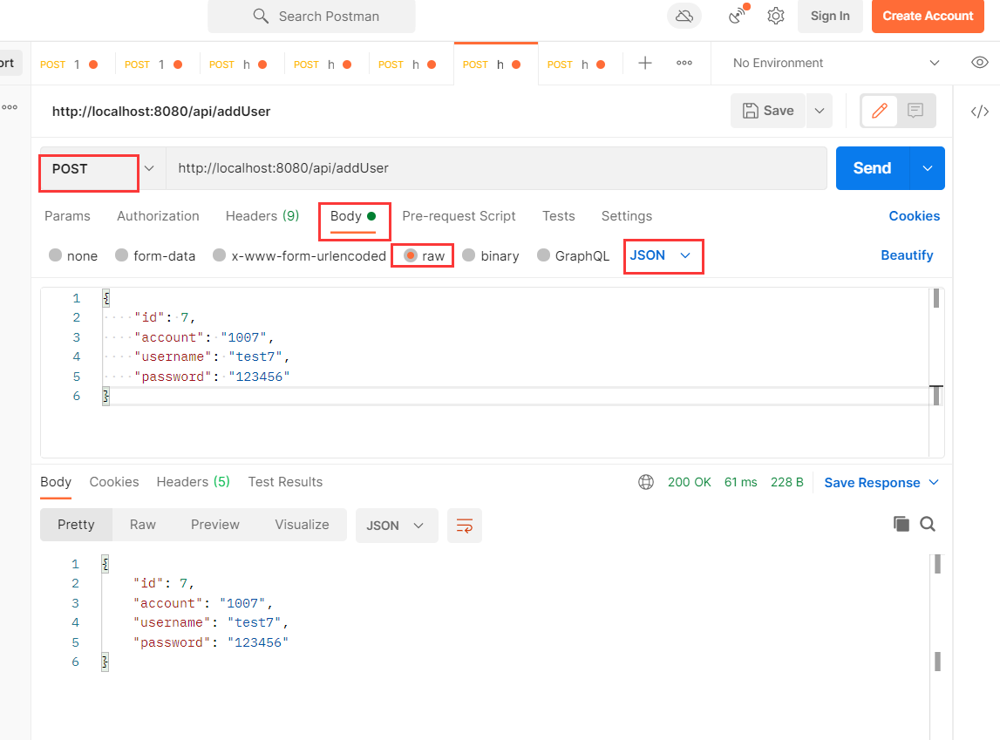 Search Postman
Sign In
Create Account
ort
POST 1
POST 1
POST h
POST h
POST h
POST h
POST h
No Environment
http://localhost:8080/api/addUser
Save
POST
http://localhost:8080/api/addUser
Send
Params
Authorization
Headers (9)
Body
Pre-request Script
Tests
Settings
Cookies
none
form-data
x-www-form-urlencoded
raw
binary
GraphQL
JSON
Beautify
1 {
2 "id": 7,
3 "account": "1007",
4 "username": "test7",
5 "password": "123456"
6 }
Body
Cookies
Headers (5)
Test Results
200 OK
61 ms
228 B
Save Response
Pretty
Raw
Preview
Visualize
JSON
1 {
2 "id": 7,
3 "account": "1007",
4 "username": "test7",
5 "password": "123456"
6 }